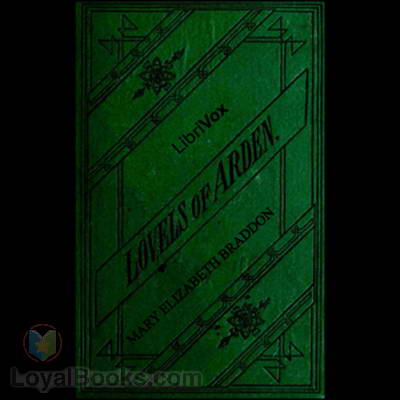 LibriVox
LOVELS OF ARDEN.
MARY ELIZABETH BRADDON
LoyalBooks.com